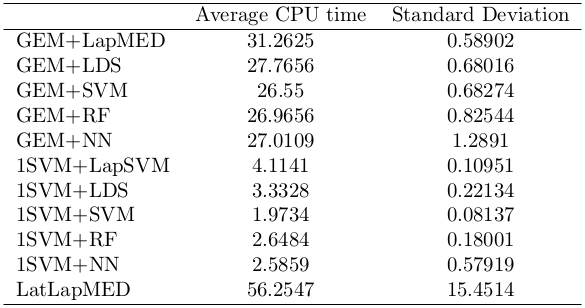 Average CPU time Standard Deviation
GEM+LapMED 31.2625 0.58902
GEM+LDS 27.7656 0.68016
GEM+SVM 26.55 0.68274
GEM+RF 26.9656 0.82544
GEM+NN 27.0109 1.2891
1SVM+LapSVM 4.1141 0.10951
1SVM+LDS 3.3328 0.22134
1SVM+SVM 1.9734 0.08137
1SVM+RF 2.6484 0.18001
1SVM+NN 2.5859 0.57919
LatLapMED 56.2547 15.4514